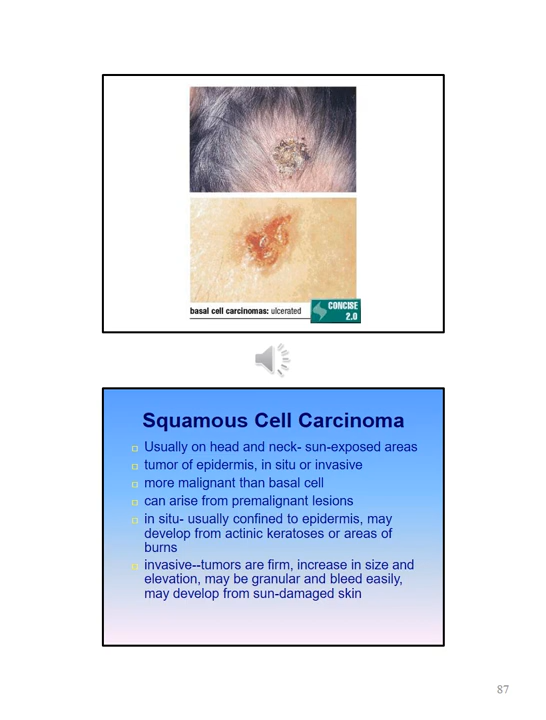 basal cell carcinomas: ulcerated
CONCISE
2.0
Squamous Cell Carcinoma
Usually on head and neck- sun-exposed areas
tumor of epidermis, in situ or invasive
more malignant than basal cell
can arise from premalignant lesions
in situ- usually confined to epidermis, may
develop from actinic keratoses or areas of
burns
invasive--tumors are firm, increase in size and
elevation, may be granular and bleed easily,
may develop from sun-damaged skin
87